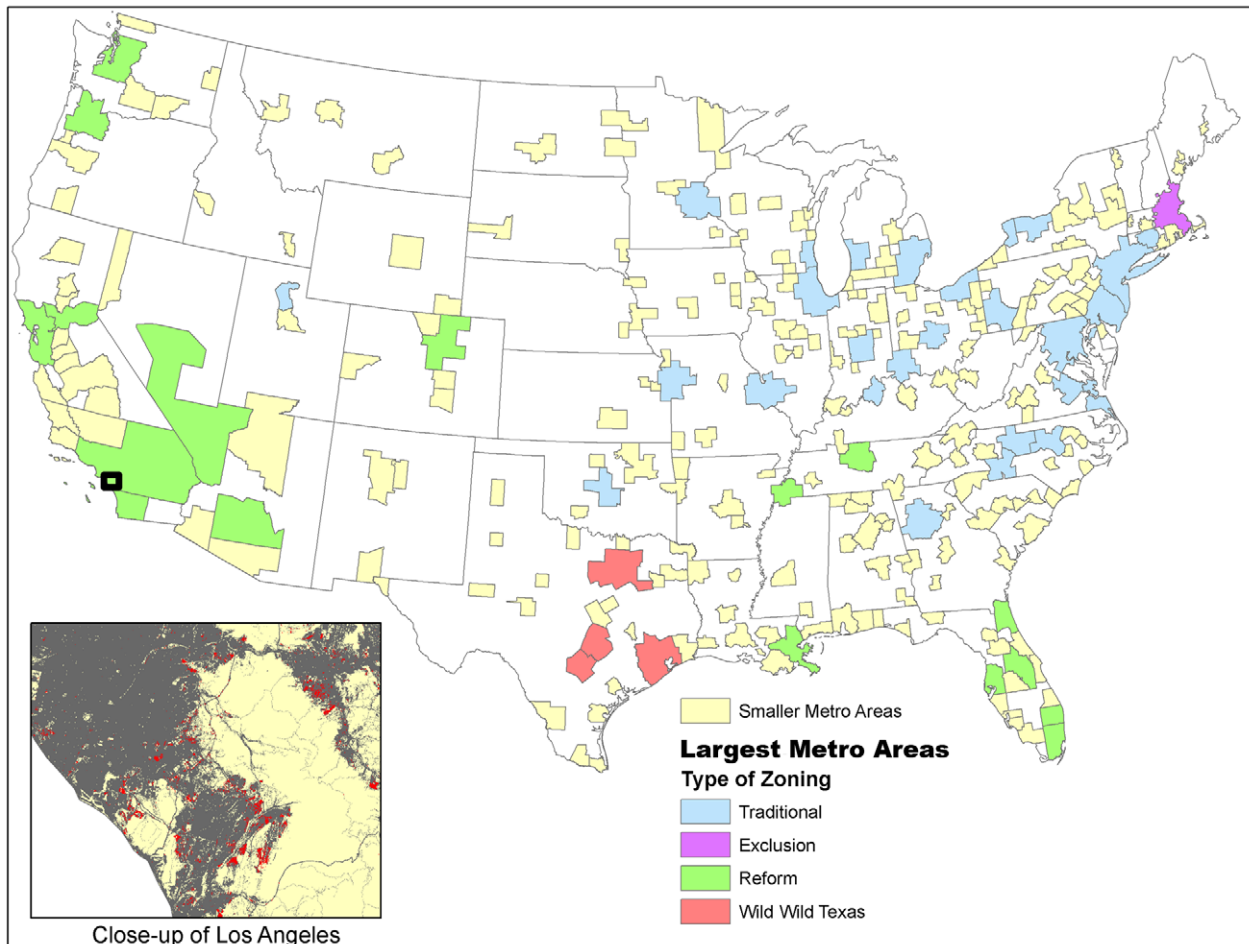 Smaller Metro Areas
Largest Metro Areas
Type of Zoning
Traditional
Exclusion
Reform
Wild Wild Texas
Close-up of Los Angeles